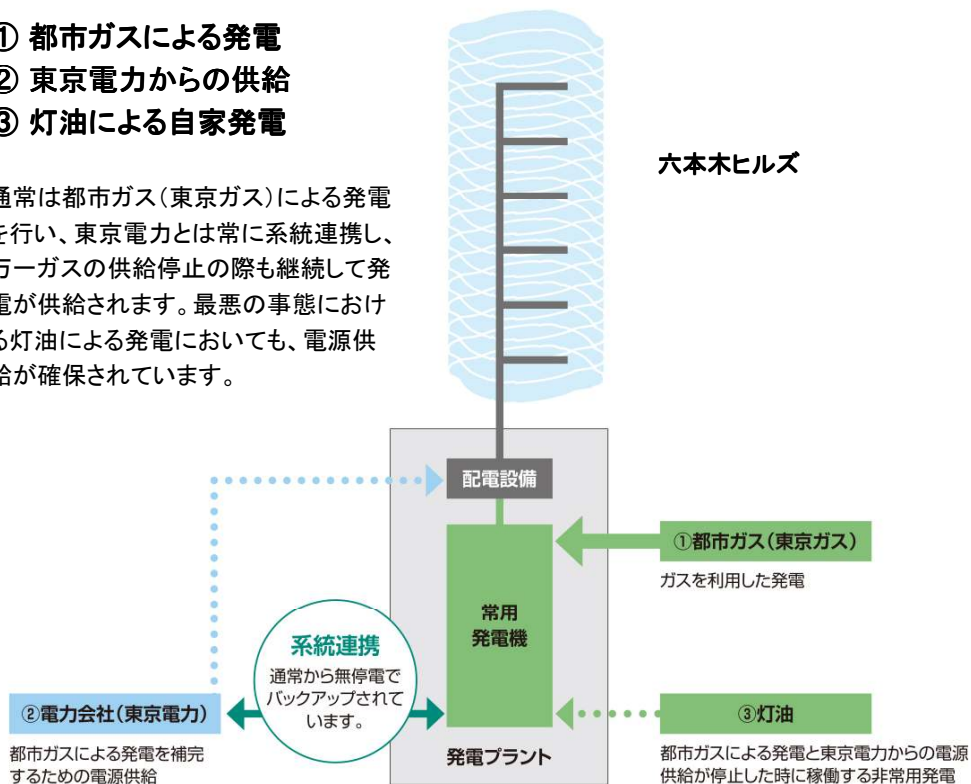 ① 都市ガスによる発電
② 東京電力からの供給
③ 灯油による自家発電
通常は都市ガス(東京ガス)による発電
を行い、東京電力とは常に系統連携し、
万一ガスの供給停止の際も継続して発
電が供給されます。最悪の事態におけ
る灯油による発電においても、電源供
給が確保されています。
六本木ヒルズ
配電設備
①都市ガス(東京ガス)
ガスを利用した発電
常用
発電機
系統連携
通常から無停電で
バックアップされて
います。
②電力会社(東京電力)
都市ガスによる発電を補完
するための電源供給
発電プラント
③灯油
都市ガスによる発電と東京電力からの電源
供給が停止した時に稼働する非常用発電